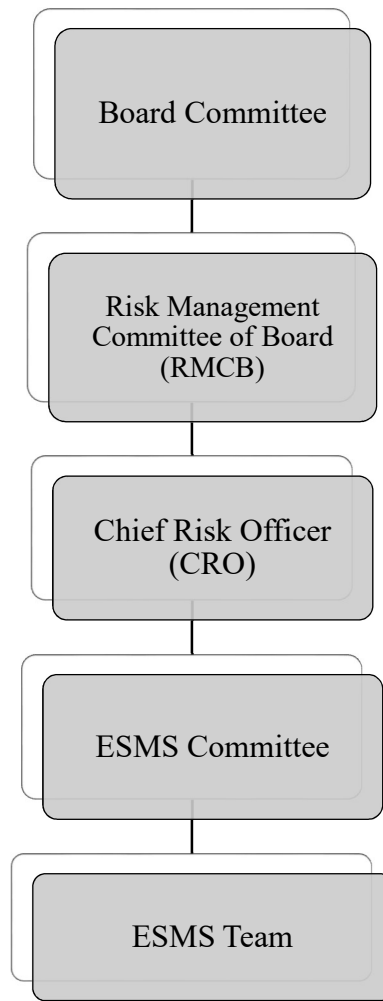 Board Committee
Risk Management
Committee of Board
(RMCB)
Chief Risk Officer
(CRO)
ESMS Committee
ESMS Team